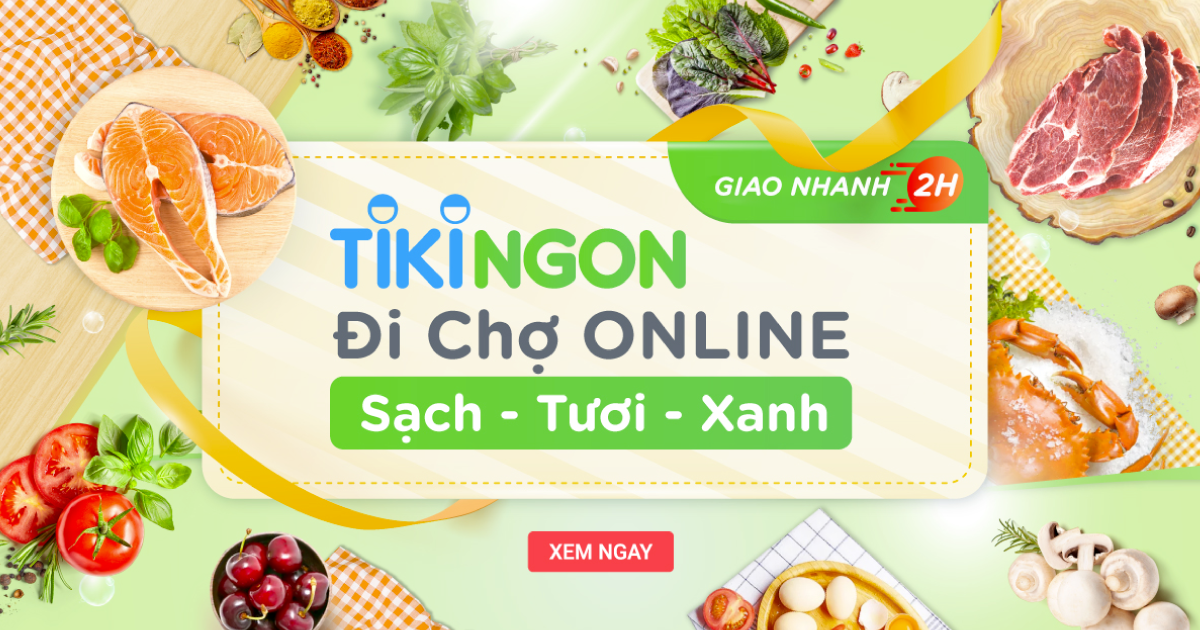 GIAO NHANH 2H
TIKINGON
Đi Chợ ONLINE
Sạch - Tươi - Xanh
XEM NGAY